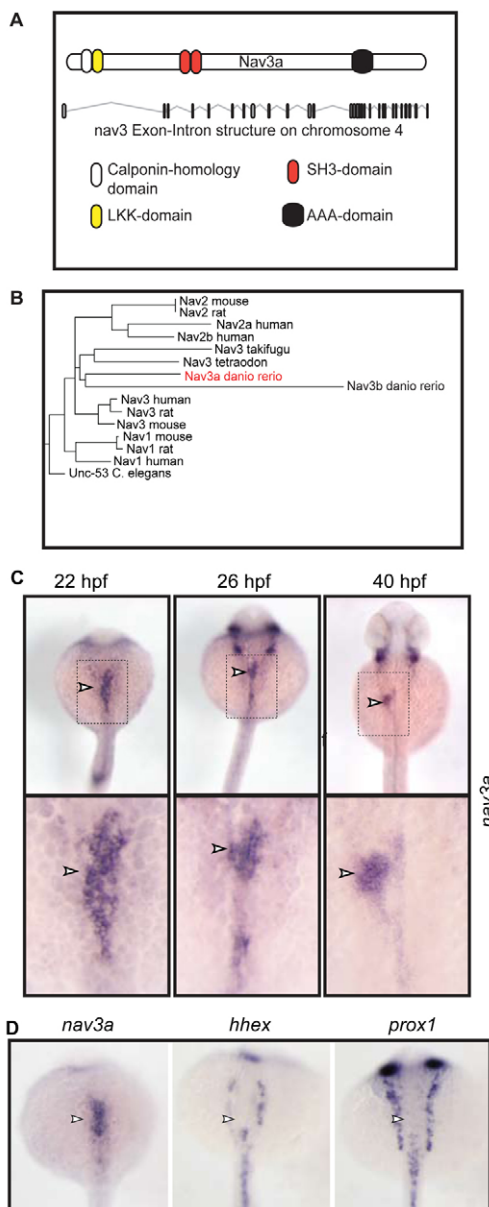 A
Nav3a
nav3 Exon-Intron structure on chromosome 4
Calponin-homology
domain
SH3-domain
LKK-domain
AAA-domain
B
Nav2 mouse
Nav2 rat
Nav2a human
Nav2b human
Nav3 takifugu
Nav3 tetraodon
Nav3a danio rerio
Nav3b danio rerio
Nav3 human
Nav3 rat
Nav3 mouse
Nav1 mouse
Nav1 rat
Nav1 human
Unc-53 C. elegans
C
22 hpf
26 hpf
40 hpf
nav3a
D
nav3a
hhex
prox1